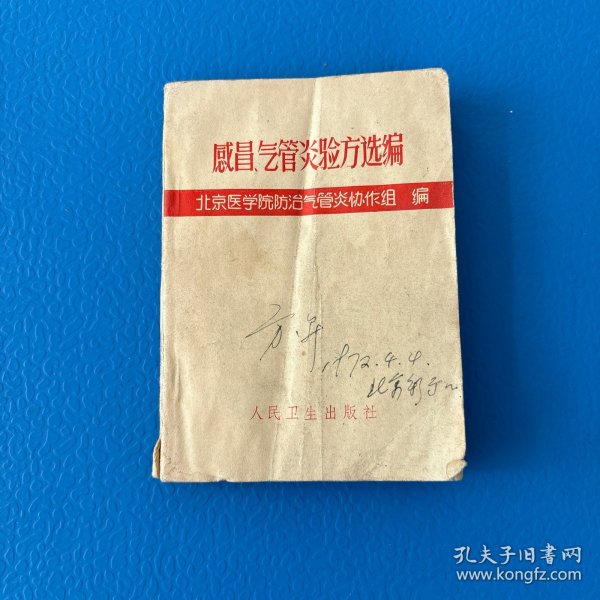 感冒、气管炎验方选编
北京医学院防治气管炎协作组 编
1972.4.4.
人民卫生出版社
孔夫子旧书网
www.kongfz.com